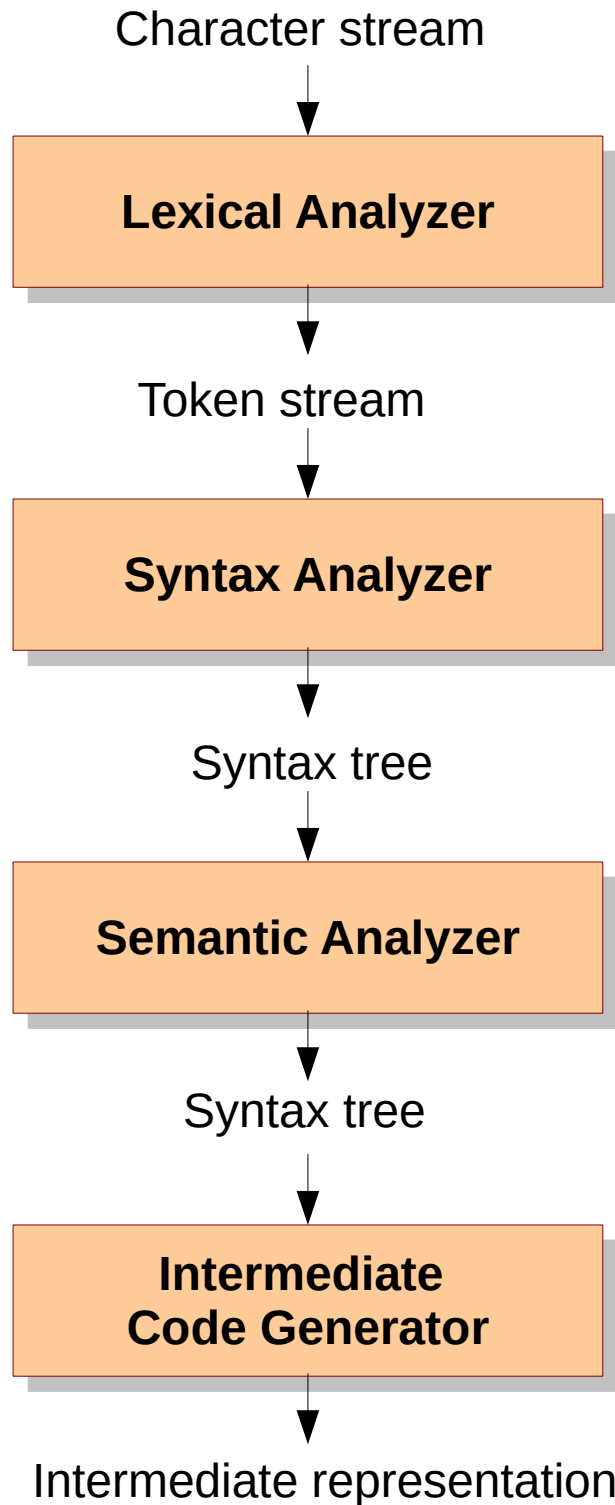 Character stream
Lexical Analyzer
Token stream
Syntax Analyzer
Syntax tree
Semantic Analyzer
Syntax tree
Intermediate
Code Generator
Intermediate representation